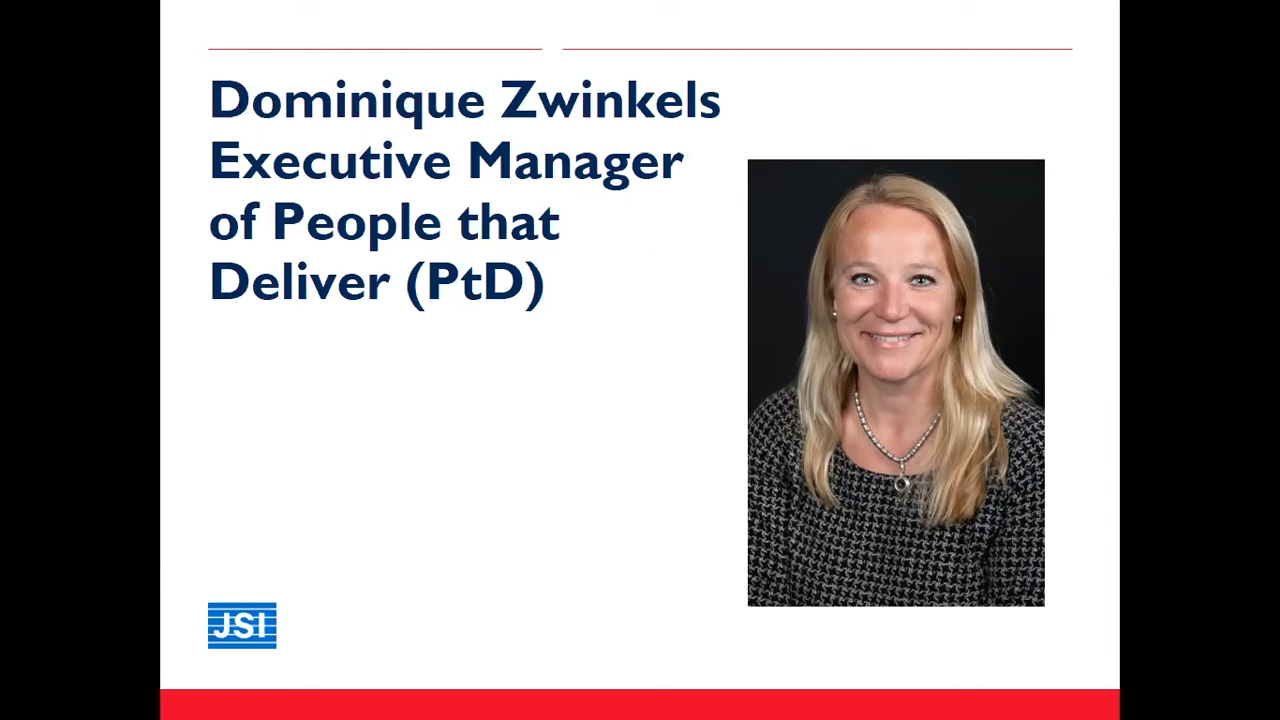 Dominique Zwinkels
Executive Manager
of People that
Deliver (PtD)
JSI